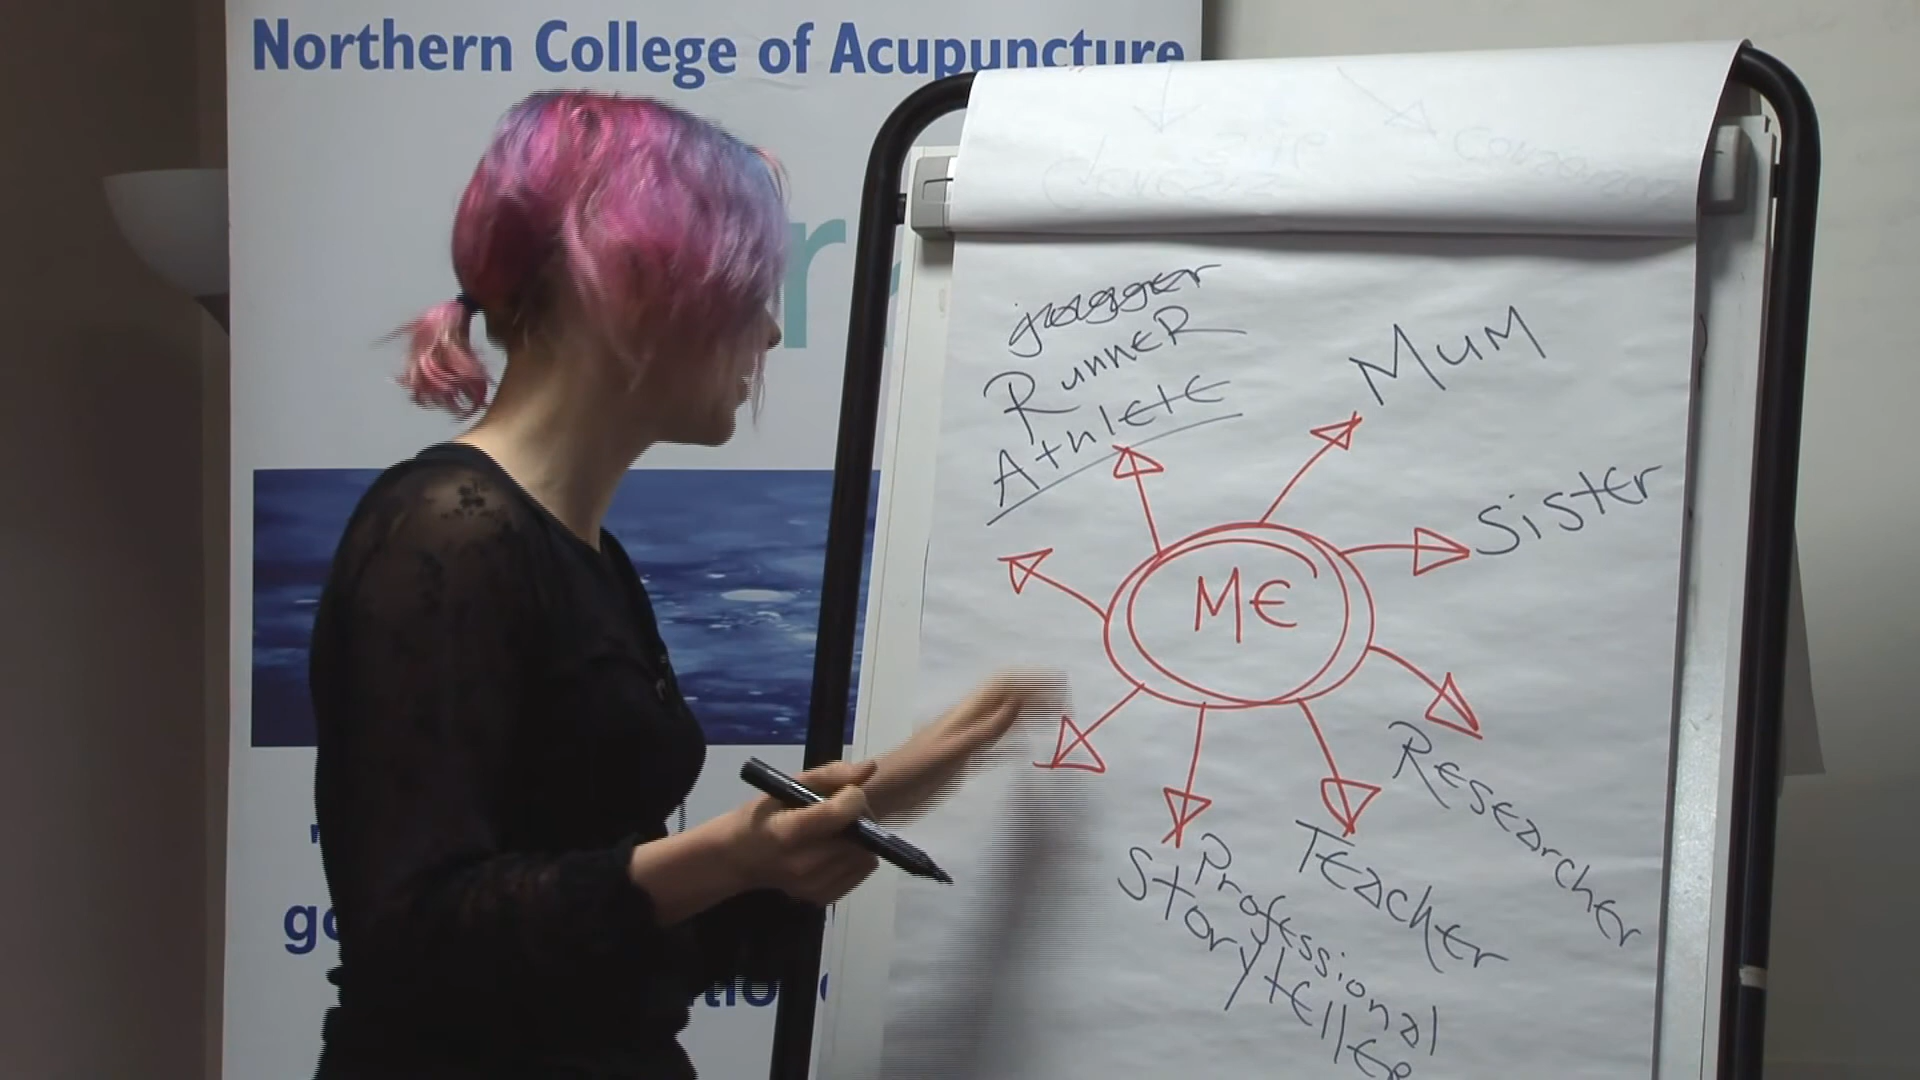 Northern College of Acupuncture
jogger
RunnER
AthletE
MuM
SistEr
ME
REsEarcher
TEachEr
ProfEssional
StorytEllEr